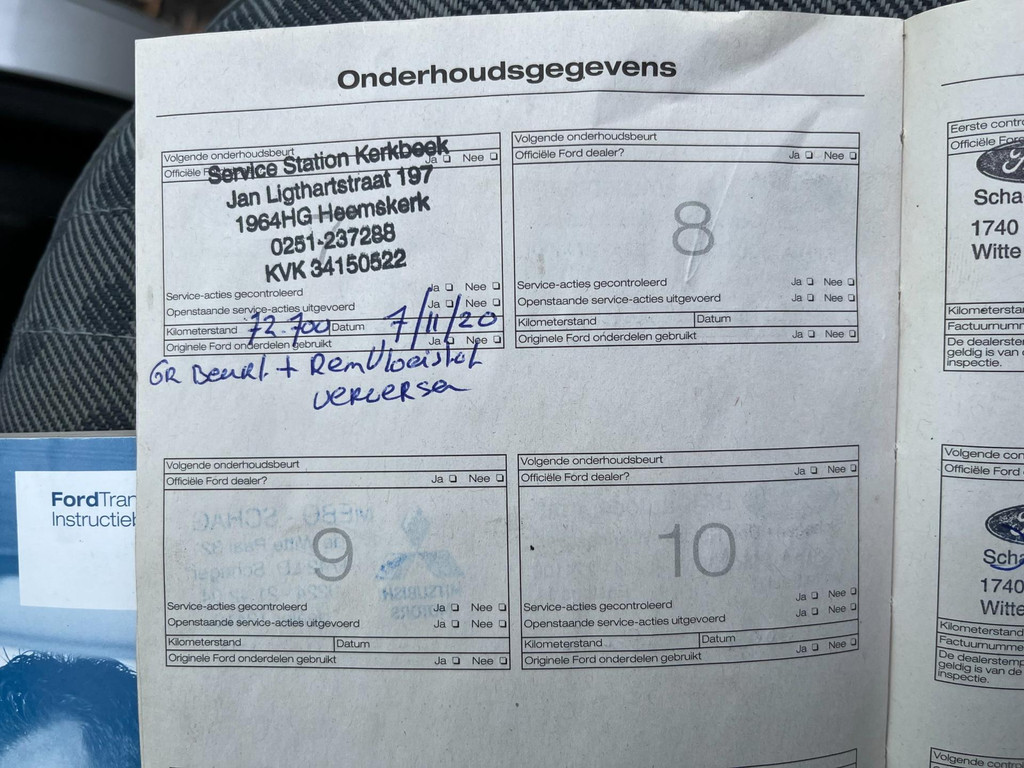 Onderhoudsgegevens
Volgende onderhoudsbeurt
Officiële F
Ja Nee
Service Station Kerkbeek
Jan Ligthartstraat 197
1964HG Heemskerk
0251-237288
KVK 34150522
Service-acties gecontroleerd Ja Nee
Openstaande service-acties uitgevoerd Ja Nee
Kilometerstand 72.700 Datum 7/11/20
Originele Ford onderdelen gebruikt Ja Nee
GR Beurt + Remvloeistof
verversen
Volgende onderhoudsbeurt
Officiële Ford dealer? Ja Nee
8
Service-acties gecontroleerd Ja Nee
Openstaande service-acties uitgevoerd Ja Nee
Kilometerstand Datum
Originele Ford onderdelen gebruikt Ja Nee
Volgende onderhoudsbeurt
Officiële Ford dealer? Ja Nee
9
Service-acties gecontroleerd Ja Nee
Openstaande service-acties uitgevoerd Ja Nee
Kilometerstand Datum
Originele Ford onderdelen gebruikt Ja Nee
Volgende onderhoudsbeurt
Officiële Ford dealer? Ja Nee
10
Service-acties gecontroleerd Ja Nee
Openstaande service-acties uitgevoerd Ja Nee
Kilometerstand Datum
Originele Ford onderdelen gebruikt Ja Nee
Eerste contro
Officiële Ford
Scha
1740
Witte
Kilometerstan
Factuurnumm
De dealerstem
geldig is van
inspectie.
Volgende con
Officiële Ford
Scha
1740
Witte
Kilometerstand
Factuurnumme
De dealerstem
geldig is van de
inspectie.
Volgende contro
FordTran
Instructieb